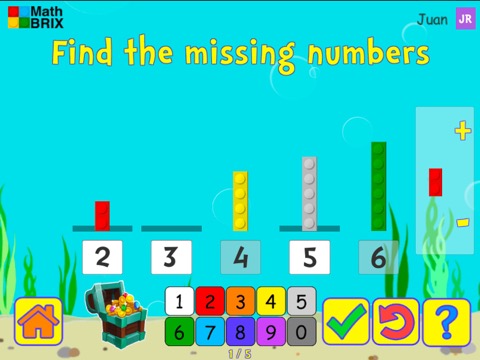 Math
BRIX
Juan JR
Find the missing numbers
+
-
2 3 4 5 6
1 2 3 4 5
6 7 8 9 0
?
1 / 5